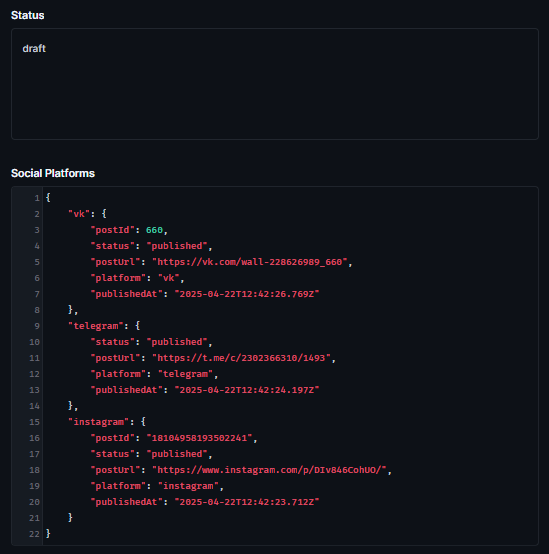 Status
draft
Social Platforms
1 {
2 "vk": {
3 "postId": 660,
4 "status": "published",
5 "postUrl": "https://vk.com/wall-228626989_660",
6 "platform": "vk",
7 "publishedAt": "2025-04-22T12:42:26.769Z"
8 },
9 "telegram": {
10 "status": "published",
11 "postUrl": "https://t.me/c/2302366310/1493",
12 "platform": "telegram",
13 "publishedAt": "2025-04-22T12:42:24.197Z"
14 },
15 "instagram": {
16 "postId": "18104958193502241",
17 "status": "published",
18 "postUrl": "https://www.instagram.com/p/DIv846CohUO/",
19 "platform": "instagram",
20 "publishedAt": "2025-04-22T12:42:23.712Z"
21 }
22 }